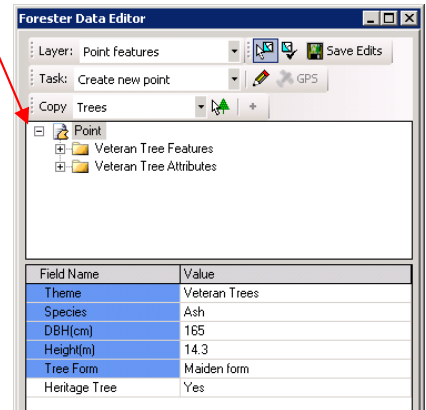 Forester Data Editor
Layer: Point features Save Edits
Task: Create new point GPS
Copy Trees
Point
Veteran Tree Features
Veteran Tree Attributes
Field Name Value
Theme Veteran Trees
Species Ash
DBH(cm) 165
Height(m) 14.3
Tree Form Maiden form
Heritage Tree Yes